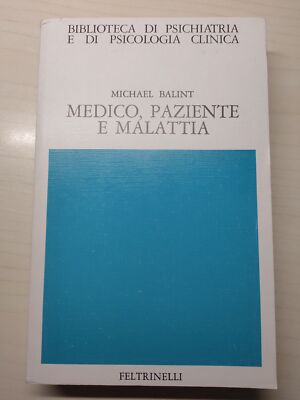 BIBLIOTECA DI PSICHIATRIA
E DI PSICOLOGIA CLINICA
MICHAEL BALINT
MEDICO, PAZIENTE
E MALATTIA
FELTRINELLI